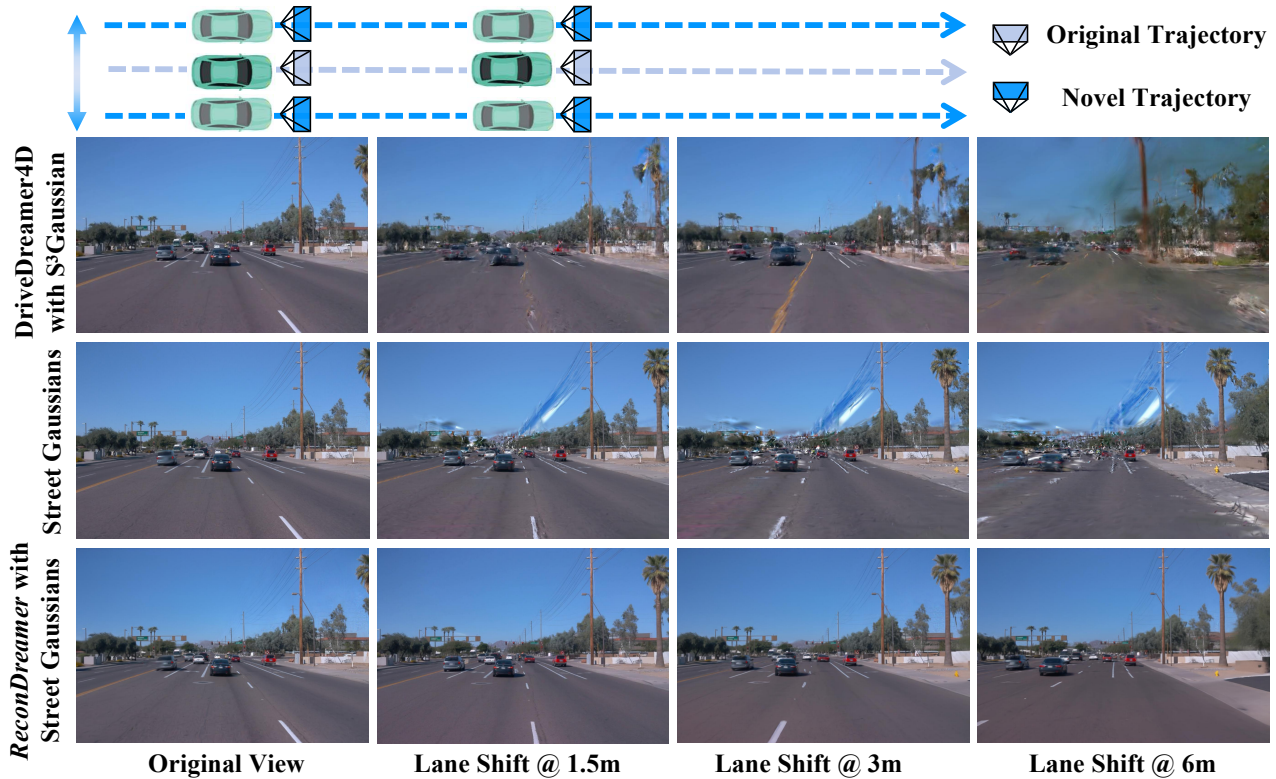 Original Trajectory
Novel Trajectory
DriveDreamer4D
with S³Gaussian
Street Gaussians
ReconDreamer with
Street Gaussians
Original View
Lane Shift @ 1.5m
Lane Shift @ 3m
Lane Shift @ 6m